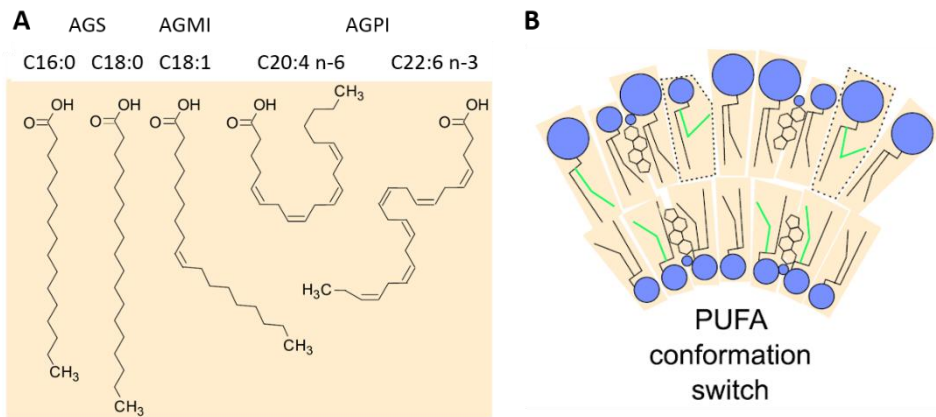 A
AGS AGMI AGPI
C16:0 C18:0 C18:1 C20:4 n-6 C22:6 n-3
OH
O
CH₃
OH
O
CH₃
OH
O
CH₃
OH
O
CH₃
OH
O
H₃C
B
PUFA
conformation
switch